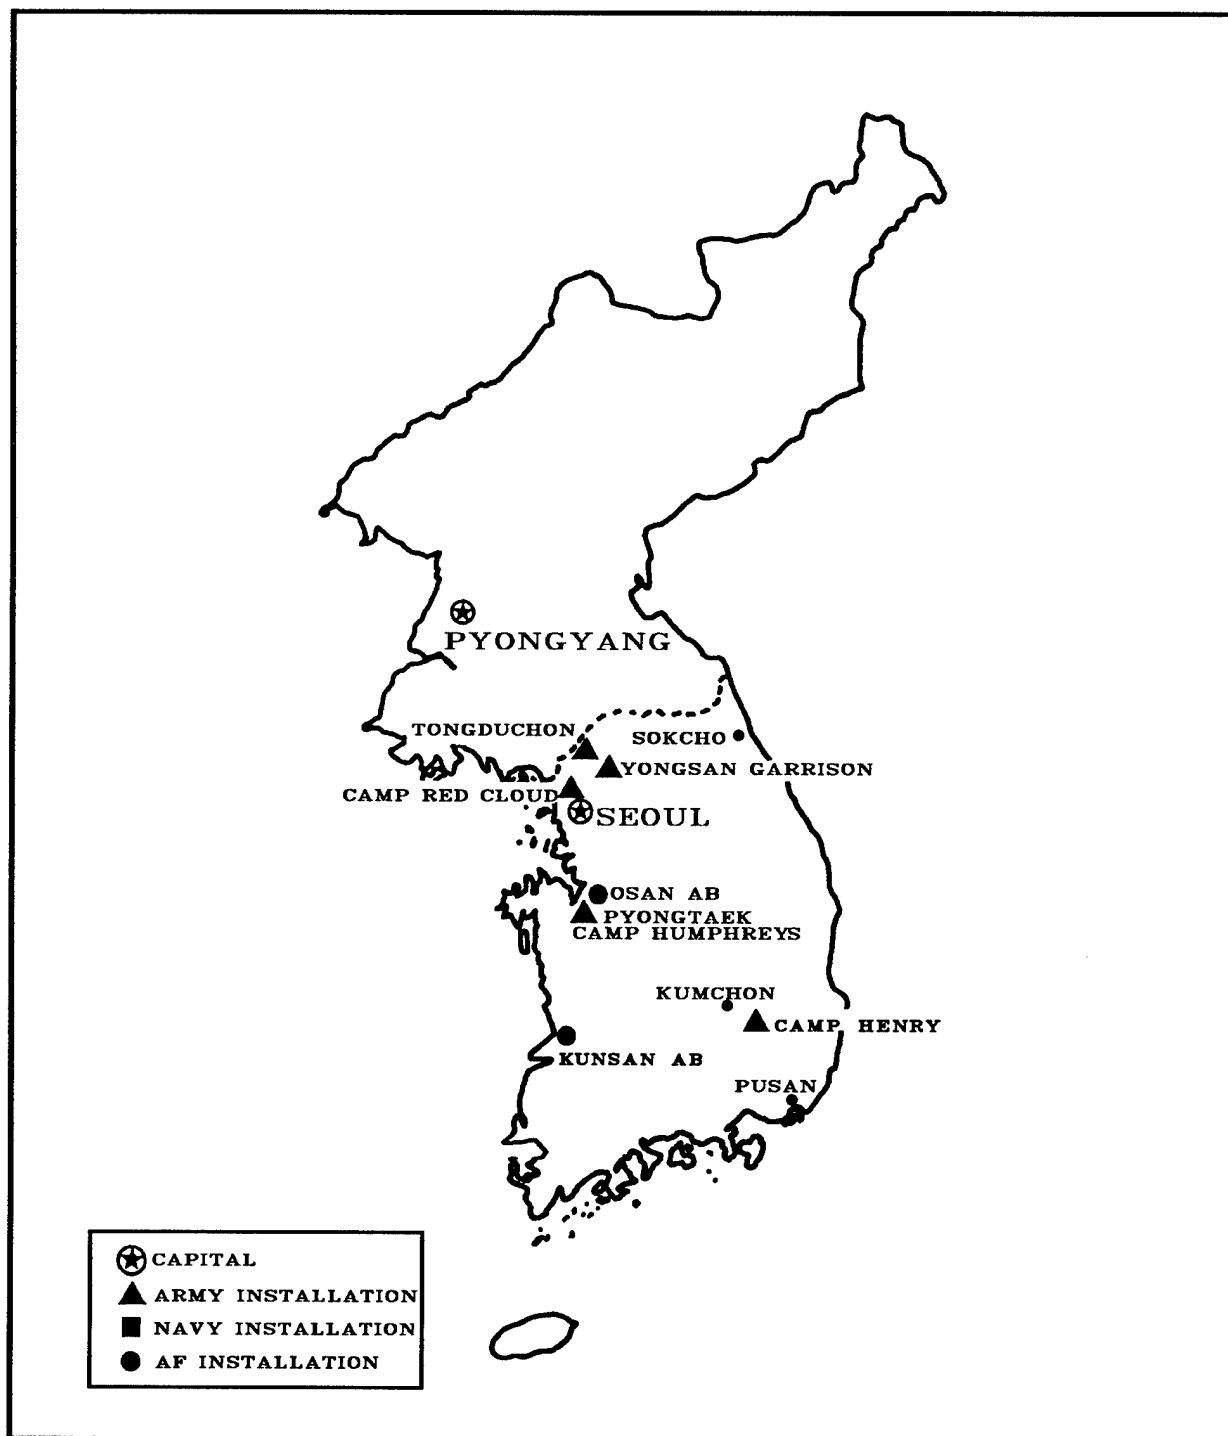 PYONGYANG
TONGDUCHON
SOKCHO
YONGSAN GARRISON
CAMP RED CLOUD
SEOUL
OSAN AB
PYONGTAEK
CAMP HUMPHREYS
KUMCHON
CAMP HENRY
KUNSAN AB
PUSAN
CAPITAL
ARMY INSTALLATION
NAVY INSTALLATION
AF INSTALLATION